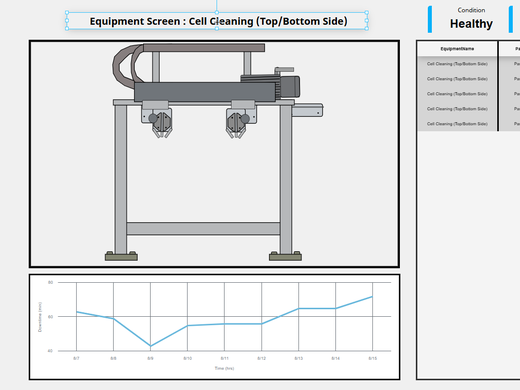 Equipment Screen : Cell Cleaning (Top/Bottom Side)
Condition
Healthy
EquipmentName
Cell Cleaning (Top/Bottom Side)
Cell Cleaning (Top/Bottom Side)
Cell Cleaning (Top/Bottom Side)
Cell Cleaning (Top/Bottom Side)
Cell Cleaning (Top/Bottom Side)
80
60
40
Downtime (min)
8/7
8/8
8/9
8/10
8/11
8/12
8/13
8/14
8/15
Time (hrs)